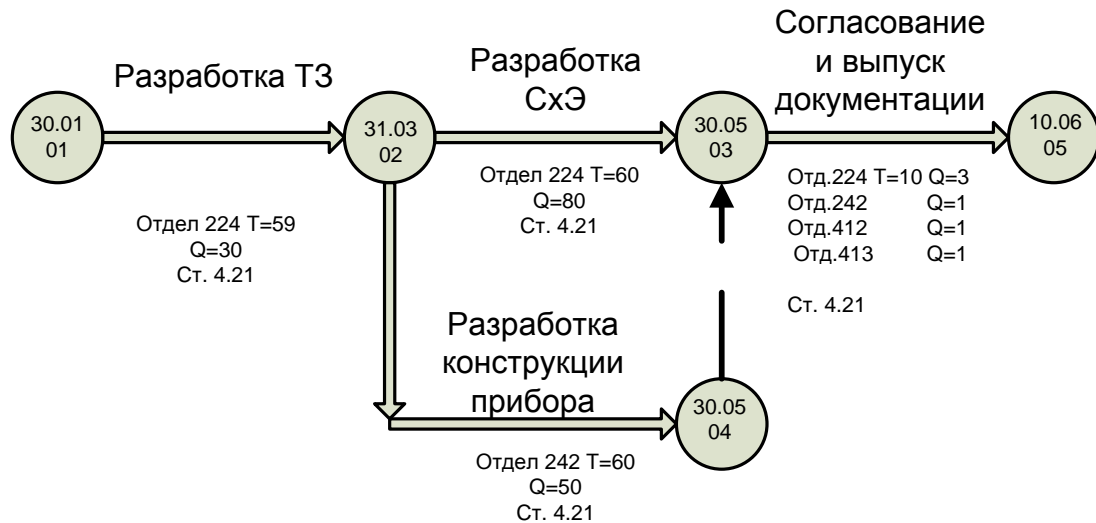 Разработка ТЗ
Разработка
СхЭ
Согласование
и выпуск
документации
30.01
01
31.03
02
30.05
03
10.06
05
Отдел 224 Т=59
Q=30
Ст. 4.21
Отдел 224 Т=60
Q=80
Ст. 4.21
Отд.224 Т=10 Q=3
Отд.242 Q=1
Отд.412 Q=1
Отд.413 Q=1
Ст. 4.21
Разработка
конструкции
прибора
30.05
04
Отдел 242 Т=60
Q=50
Ст. 4.21